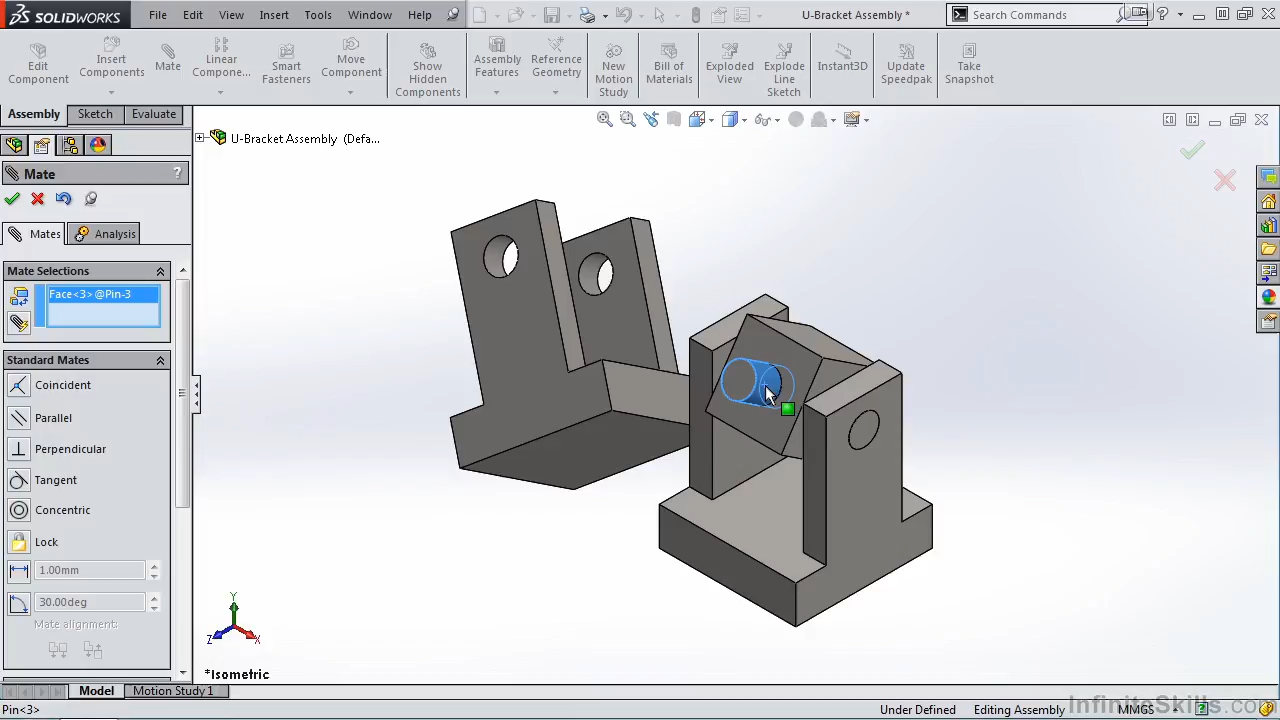 SOLIDWORKS File Edit View Insert Tools Window Help U-Bracket Assembly * Search Commands
Edit Component
Insert Components
Mate
Linear Compone...
Smart Fasteners
Move Component
Show Hidden Components
Assembly Features
Reference Geometry
New Motion Study
Bill of Materials
Exploded View
Explode Line Sketch
Instant3D
Update Speedpak
Take Snapshot
Assembly Sketch Evaluate
U-Bracket Assembly (Defa...
Mate ?
Mates Analysis
Mate Selections
Face<3>@Pin-3
Standard Mates
Coincident
Parallel
Perpendicular
Tangent
Concentric
Lock
1.00mm
30.00deg
Mate alignment:
Y
Z X
*Isometric
Model Motion Study 1
InfiniteSkills.com
Pin<3> Under Defined Editing Assembly MMGS ?